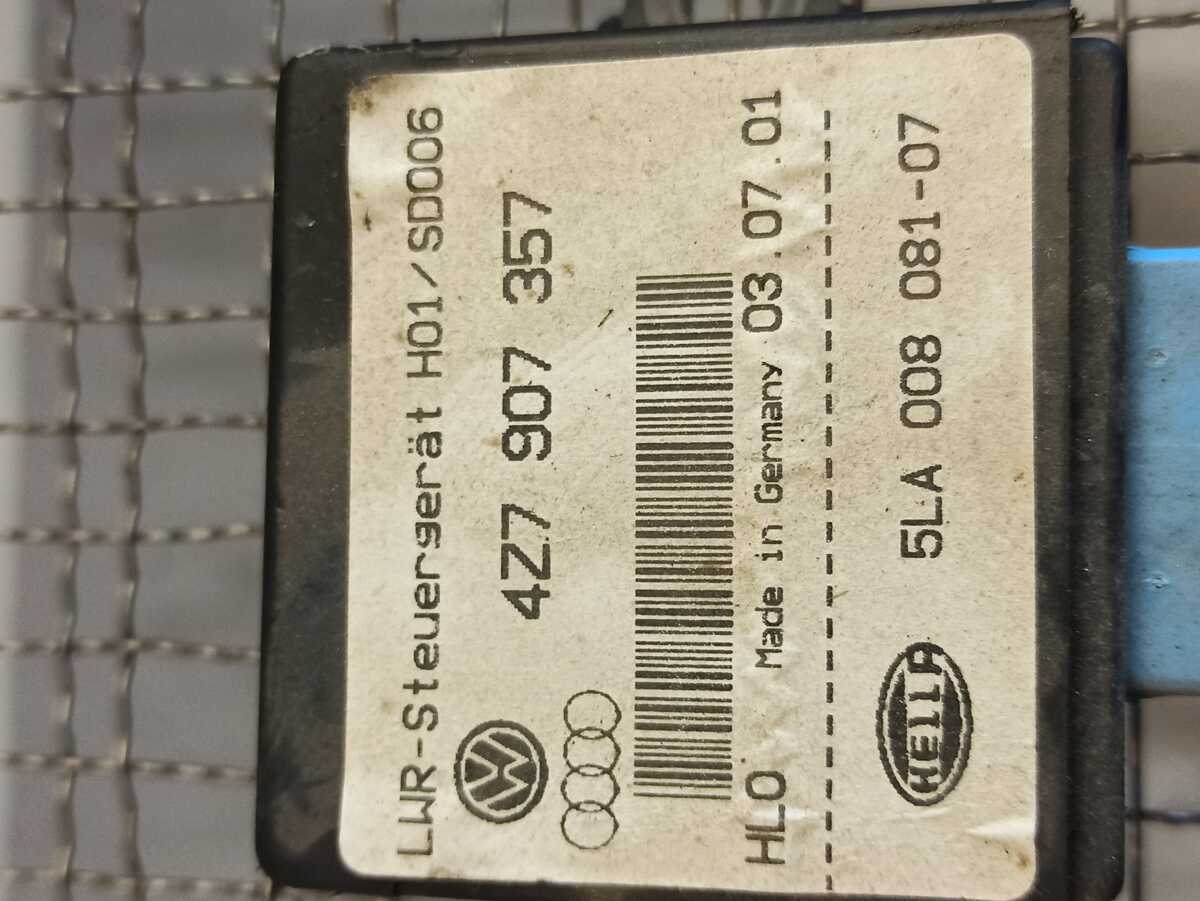 LWR-Steuergerät H01/SD006
4Z7 907 357
HLO Made in Germany 03.07.01
HELLA 5LA 008 081-07